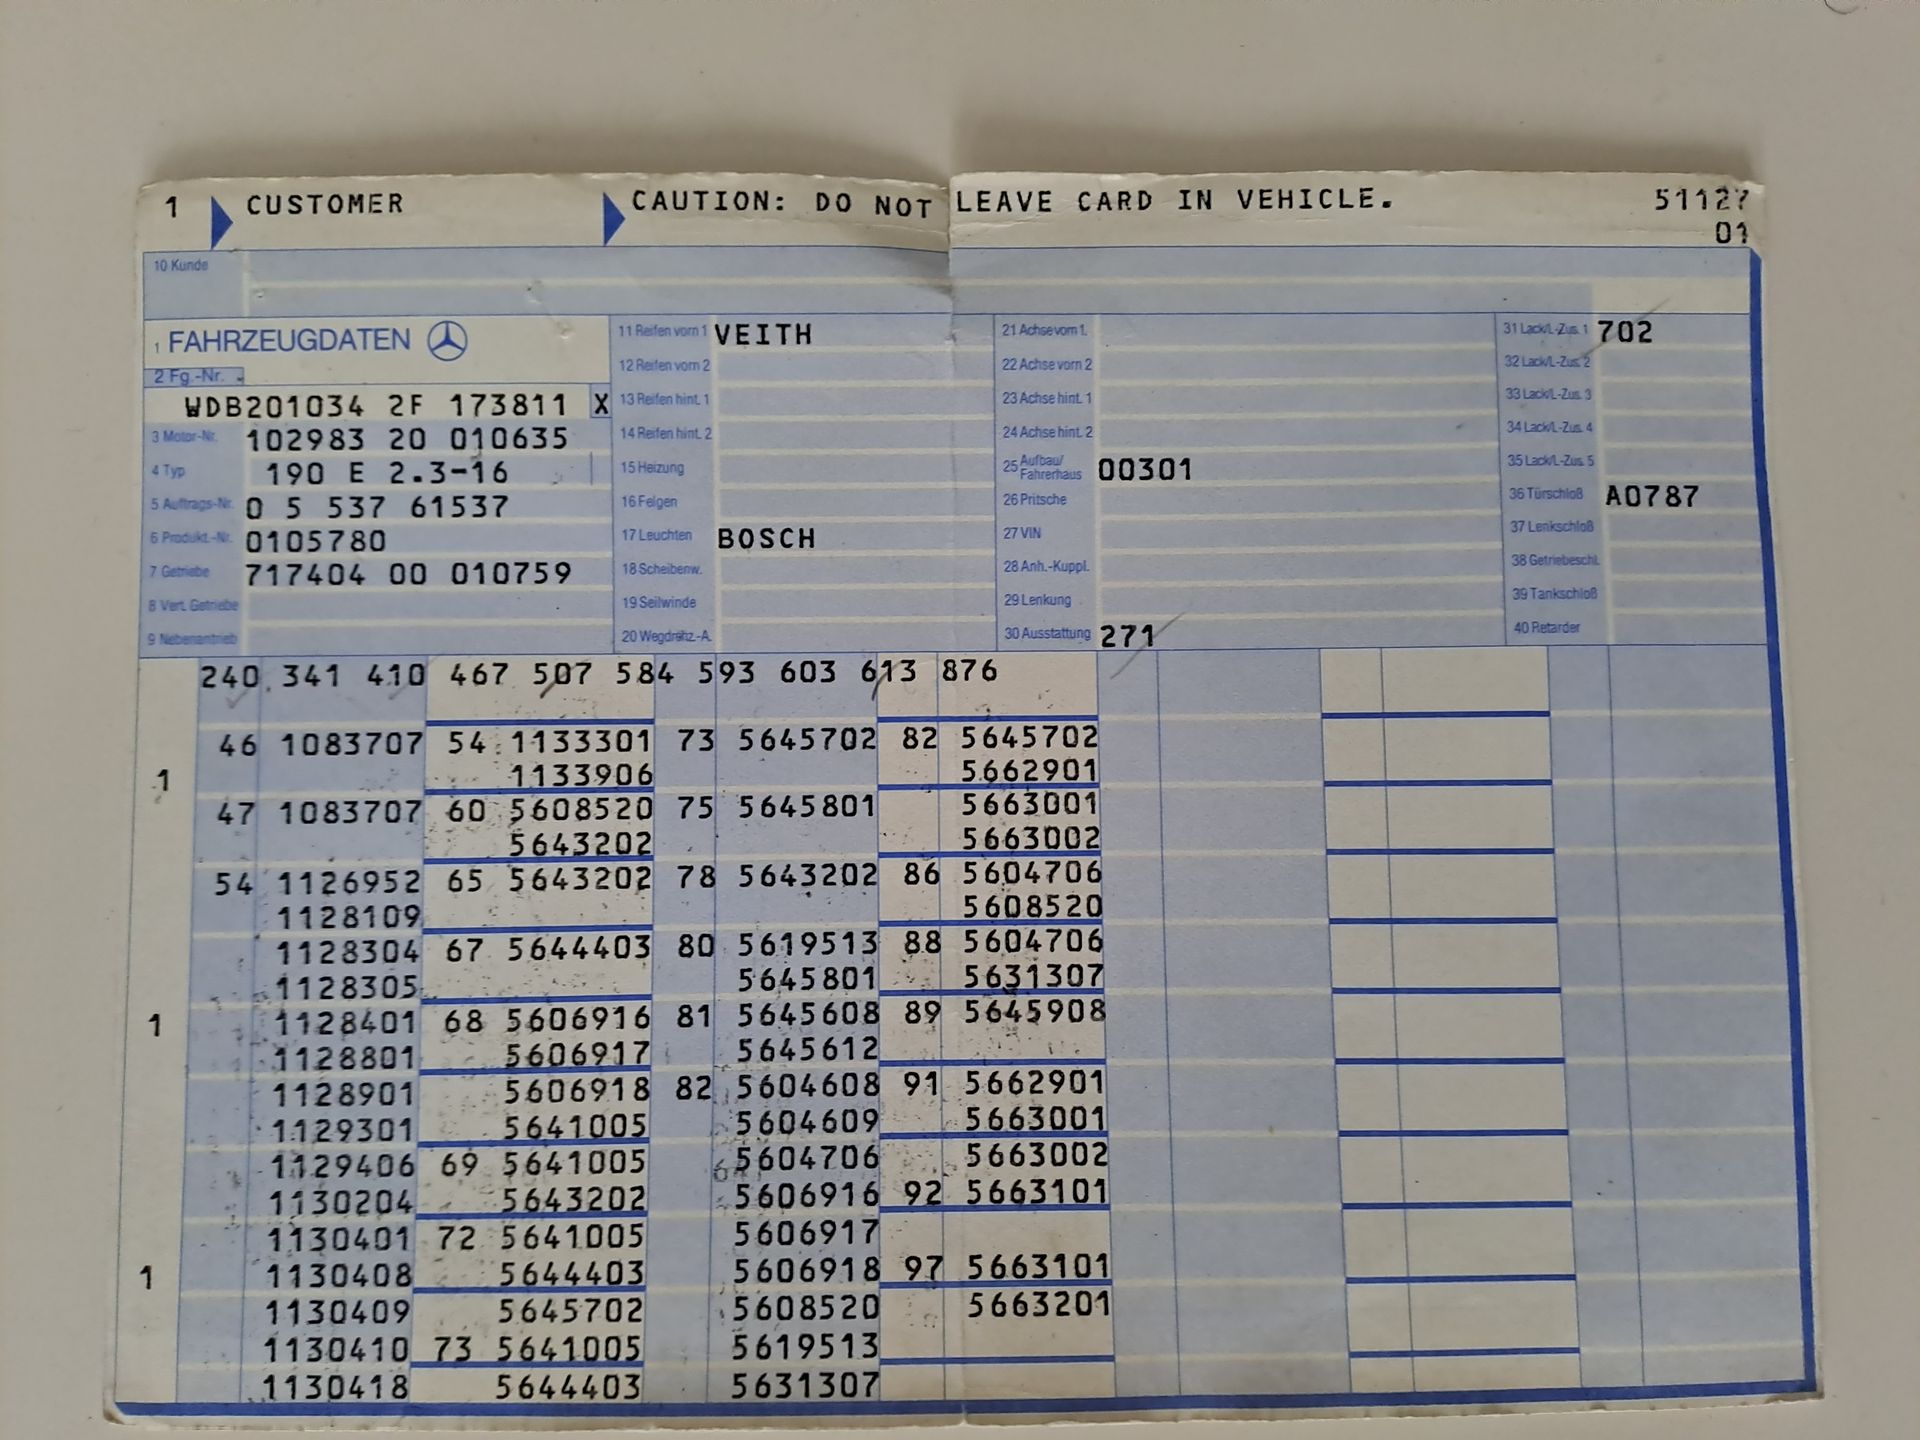 1 CUSTOMER CAUTION: DO NOT LEAVE CARD IN VEHICLE. 51127
01
10 Kunde
1 FAHRZEUGDATEN
2 Fg.-Nr.
WDB201034 2F 173811 X
3 Motor-Nr. 102983 20 010635
4 Typ 190 E 2.3-16
5 Auftrags-Nr. 0 5 537 61537
6 Produkt.-Nr. 0105780
7 Getriebe 717404 00 010759
8 Vert. Getriebe
9 Nebenantrieb
11 Reifen vorn 1 VEITH
12 Reifen vorn 2
13 Reifen hint. 1
14 Reifen hint. 2
15 Heizung
16 Felgen
17 Leuchten BOSCH
18 Scheibenw.
19 Seilwinde
20 Wegdrehz.-A.
21 Achse vorn 1.
22 Achse vorn 2
23 Achse hint. 1
24 Achse hint. 2
25 Aufbau/
Fahrerhaus 00301
26 Pritsche
27 VIN
28 Anh.-Kuppl.
29 Lenkung
30 Ausstattung 271
31 Lack/L-Zus. 1 702
32 Lack/L-Zus. 2
33 Lack/L-Zus. 3
34 Lack/L-Zus. 4
35 Lack/L-Zus. 5
36 Türschloß A0787
37 Lenkschloß
38 Getriebeschl.
39 Tankschloß
40 Retarder
240 341 410 467 507 584 593 603 613 876
46 1083707 54 1133301 73 5645702 82 5645702
1 1133906 5662901
47 1083707 60 5608520 75 5645801 5663001
5643202 5663002
54 1126952 65 5643202 78 5643202 86 5604706
1128109 5608520
1128304 67 5644403 80 5619513 88 5604706
1128305 5645801 5631307
1 1128401 68 5606916 81 5645608 89 5645908
1128801 5606917 5645612
1128901 5606918 82 5604608 91 5662901
1129301 5641005 5604609 5663001
1129406 69 5641005 5604706 5663002
1130204 5643202 5606916 92 5663101
1130401 72 5641005 5606917
1 1130408 5644403 5606918 97 5663101
1130409 5645702 5608520 5663201
1130410 73 5641005 5619513
1130418 5644403 5631307